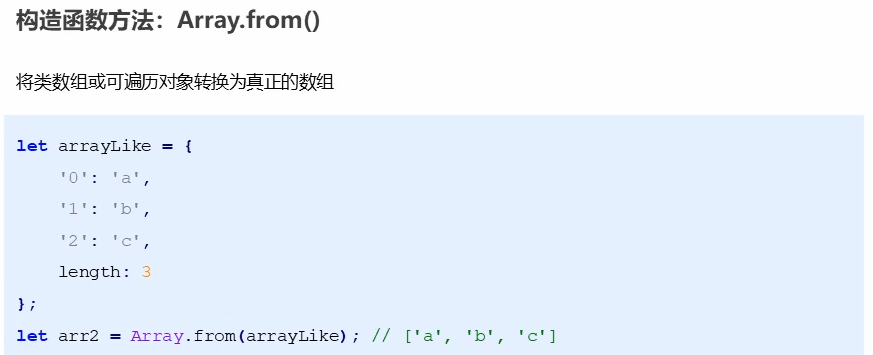 构造函数方法：Array.from()
将类数组或可遍历对象转换为真正的数组
let arrayLike = {
    '0': 'a',
    '1': 'b',
    '2': 'c',
    length: 3
};
let arr2 = Array.from(arrayLike); // ['a', 'b', 'c']